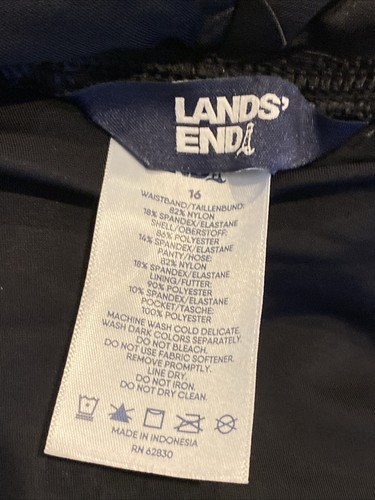 LANDS'
END
16
WAISTBAND/TAILLENBUND:
82% NYLON
18% SPANDEX/ELASTANE
SHELL/OBERSTOFF:
86% POLYESTER
14% SPANDEX/ELASTANE
PANTY/HOSE:
82% NYLON
18% SPANDEX/ELASTANE
LINING/FUTTER:
90% POLYESTER
10% SPANDEX/ELASTANE
POCKET/TASCHE:
100% POLYESTER
MACHINE WASH COLD DELICATE.
WASH DARK COLORS SEPARATELY.
DO NOT BLEACH.
DO NOT USE FABRIC SOFTENER.
REMOVE PROMPTLY.
LINE DRY.
DO NOT IRON.
DO NOT DRY CLEAN.
MADE IN INDONESIA
RN 62830